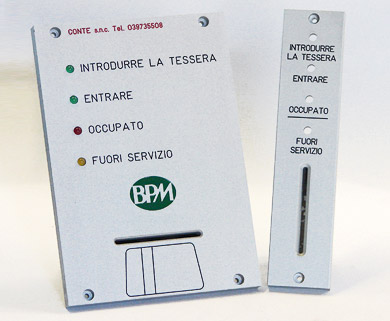 CONTE s.n.c. Tel. 039735508
INTRODURRE LA TESSERA
ENTRARE
OCCUPATO
FUORI SERVIZIO
BPM
INTRODURRE
LA TESSERA
ENTRARE
OCCUPATO
FUORI
SERVIZIO